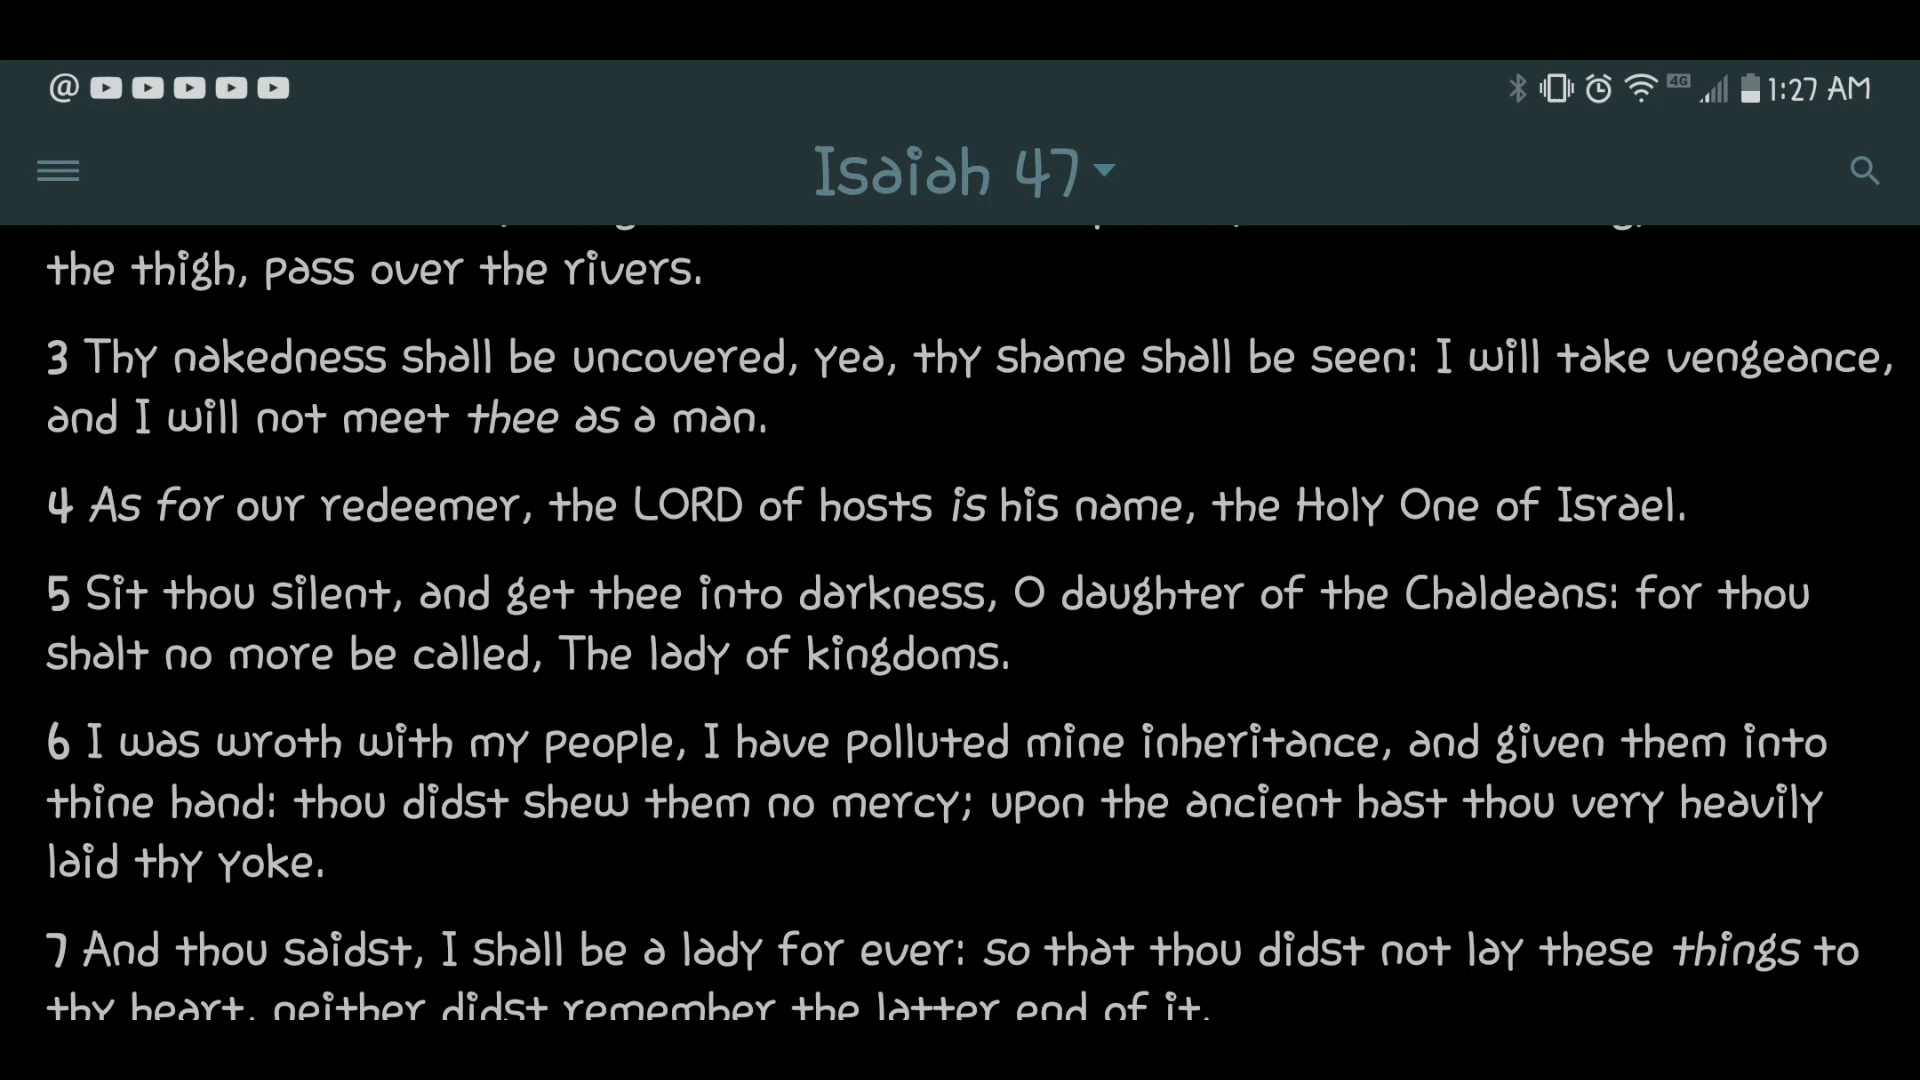 @ 4G 1:27 AM
Isaiah 47
the thigh, pass over the rivers.
3 Thy nakedness shall be uncovered, yea, thy shame shall be seen: I will take vengeance,
and I will not meet thee as a man.
4 As for our redeemer, the LORD of hosts is his name, the Holy One of Israel.
5 Sit thou silent, and get thee into darkness, O daughter of the Chaldeans: for thou
shalt no more be called, The lady of kingdoms.
6 I was wroth with my people, I have polluted mine inheritance, and given them into
thine hand: thou didst shew them no mercy; upon the ancient hast thou very heavily
laid thy yoke.
7 And thou saidst, I shall be a lady for ever: so that thou didst not lay these things to
thy heart, neither didst remember the latter end of it.